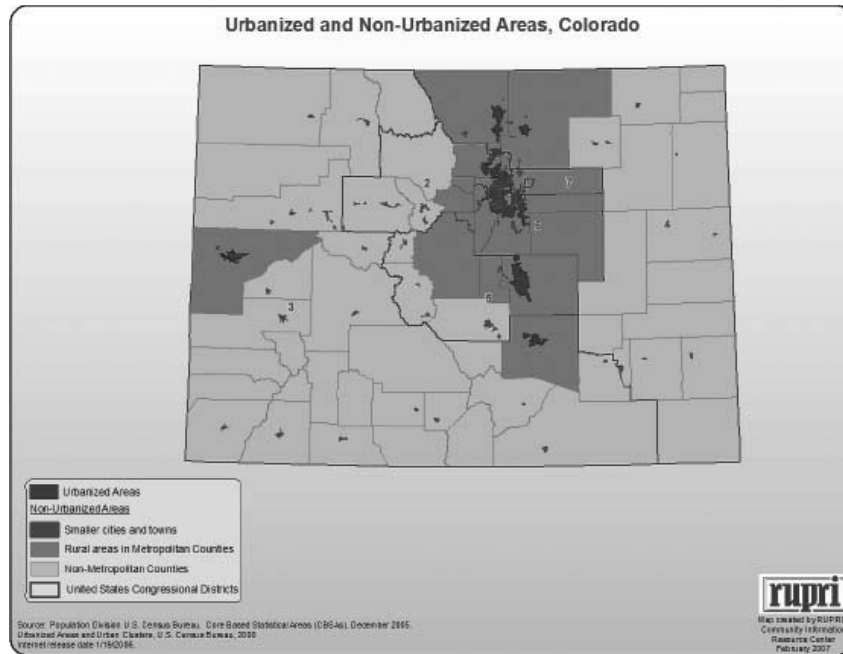 Urbanized and Non-Urbanized Areas, Colorado
2
7
6
4
3
5
Urbanized Areas
Non-Urbanized Areas
Smaller cities and towns
Rural areas in Metropolitan Counties
Non-Metropolitan Counties
United States Congressional Districts
rupri
Source: Population Division U.S. Census Bureau, Core Based Statistical Areas (CBSAs), December 2005.
Urbanized Areas and Urban Clusters, U.S. Census Bureau, 2000
Internet release date 1/19/2006.
Map created by RUPRI
Community Information
Resource Center
February 2007